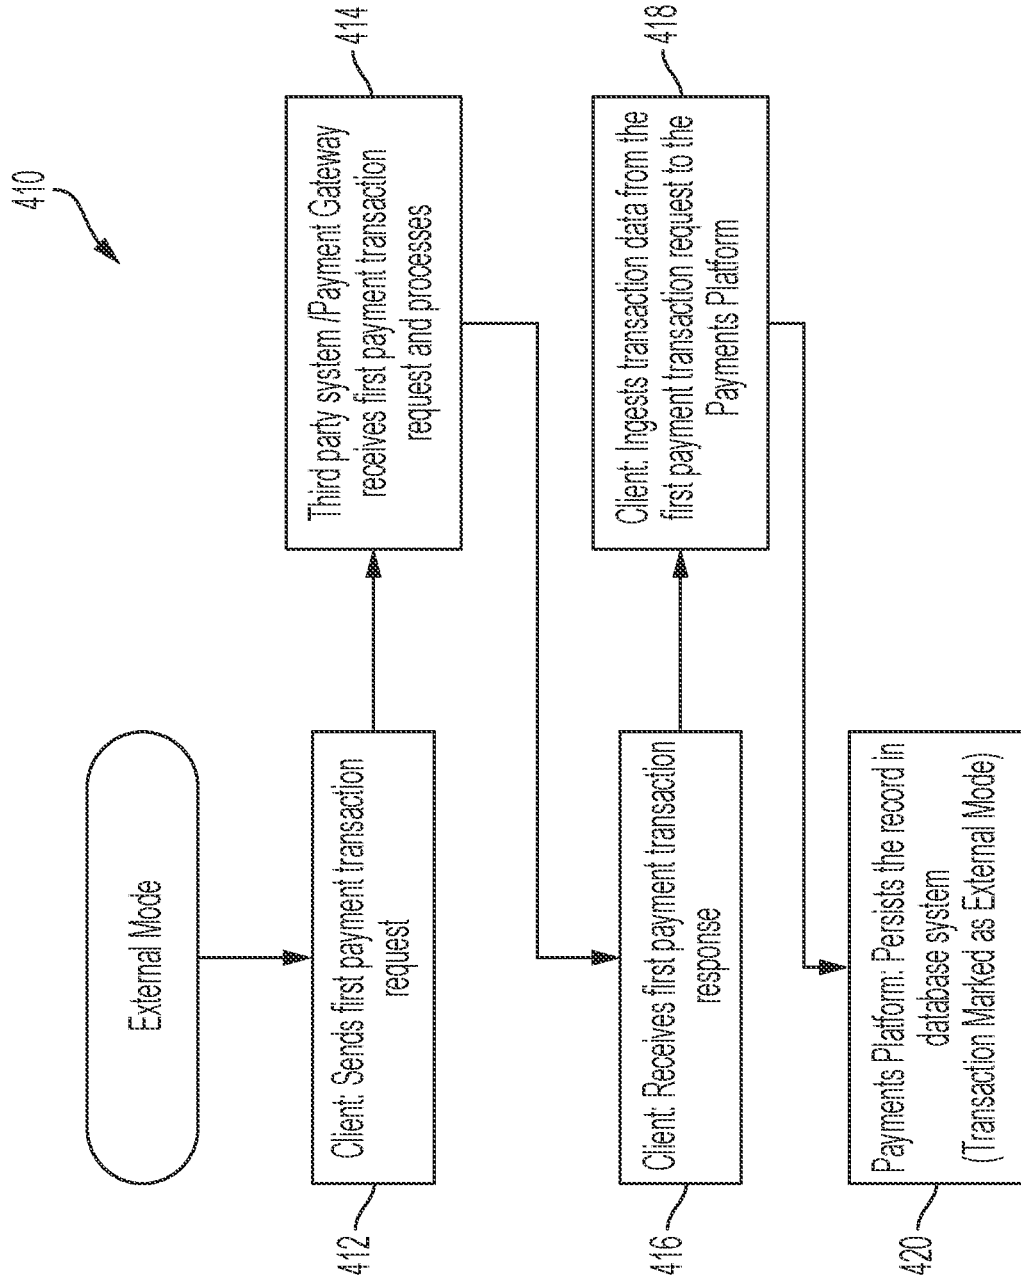 410
External Mode
412
Client: Sends first payment transaction
request
414
Third party system /Payment Gateway
receives first payment transaction
request and processes
416
Client: Receives first payment transaction
response
418
Client: Ingests transaction data from the
first payment transaction request to the
Payments Platform
420
Payments Platform: Persists the record in
database system
(Transaction Marked as External Mode)